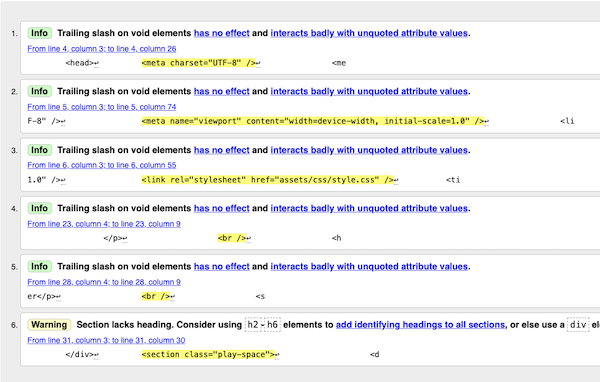 1. Info Trailing slash on void elements has no effect and interacts badly with unquoted attribute values.
From line 4, column 3; to line 4, column 26
<head>↩ <meta charset="UTF-8" />↩ <me
2. Info Trailing slash on void elements has no effect and interacts badly with unquoted attribute values.
From line 5, column 3; to line 5, column 74
F-8" />↩ <meta name="viewport" content="width=device-width, initial-scale=1.0" />↩ <li
3. Info Trailing slash on void elements has no effect and interacts badly with unquoted attribute values.
From line 6, column 3; to line 6, column 55
1.0" />↩ <link rel="stylesheet" href="assets/css/style.css" />↩ <ti
4. Info Trailing slash on void elements has no effect and interacts badly with unquoted attribute values.
From line 23, column 4; to line 23, column 9
</p>↩ <br />↩ <h
5. Info Trailing slash on void elements has no effect and interacts badly with unquoted attribute values.
From line 28, column 4; to line 28, column 9
er</p>↩ <br />↩ <s
6. Warning Section lacks heading. Consider using h2-h6 elements to add identifying headings to all sections, or else use a div el
From line 31, column 3; to line 31, column 30
</div>↩ <section class="play-space">↩ <d